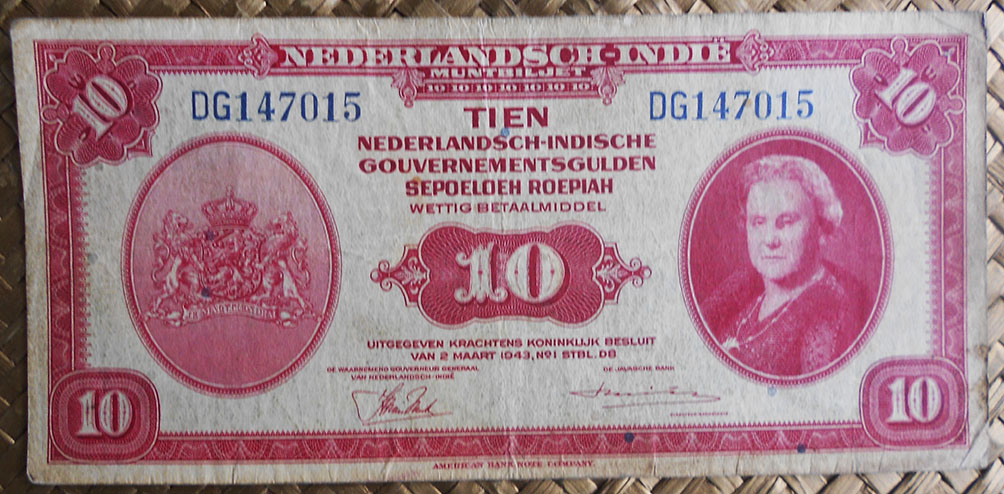 NEDERLANDSCH-INDIË
MUNTBILJET
10 10 10 10 10 10 10
10
10
DG147015
DG147015
TIEN
NEDERLANDSCH-INDISCHE
GOUVERNEMENTSGULDEN
SEPOELOEH ROEPIAH
WETTIG BETAALMIDDEL
10
UITGEGEVEN KRACHTENS KONINKLIJK BESLUIT
VAN 2 MAART 1943, Nº1 STBL. D8
DE WAARNEMEND GOUVERNEUR GENERAAL
VAN NEDERLANDSCH-INDIË
DE JAVASCHE BANK
10
10
AMERICAN BANK NOTE COMPANY.